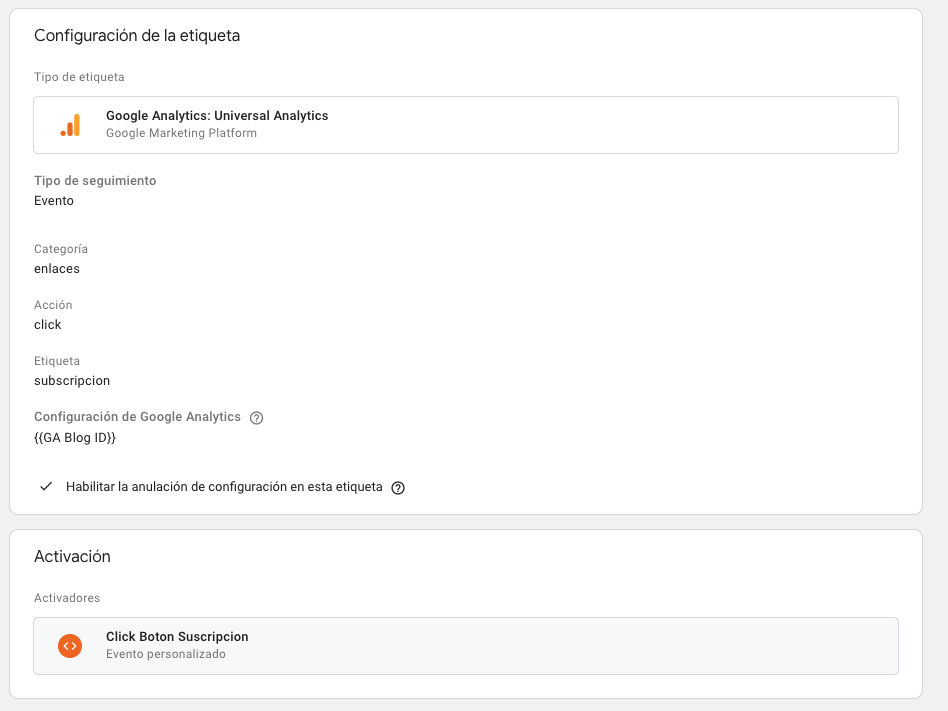 Configuración de la etiqueta
Tipo de etiqueta
Google Analytics: Universal Analytics
Google Marketing Platform
Tipo de seguimiento
Evento
Categoría
enlaces
Acción
click
Etiqueta
subscripcion
Configuración de Google Analytics ?
{{GA Blog ID}}
Habilitar la anulación de configuración en esta etiqueta ?
Activación
Activadores
Click Boton Suscripcion
Evento personalizado